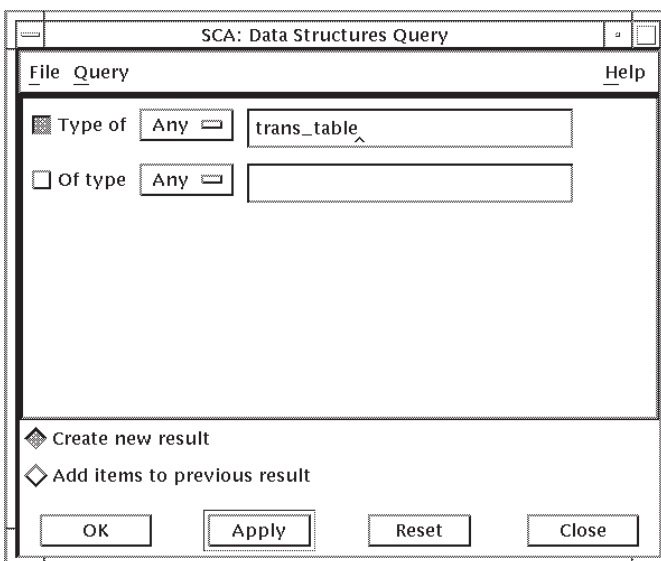 SCA: Data Structures Query
File Query Help
Type of Any trans_table
Of type Any
Create new result
Add items to previous result
OK Apply Reset Close